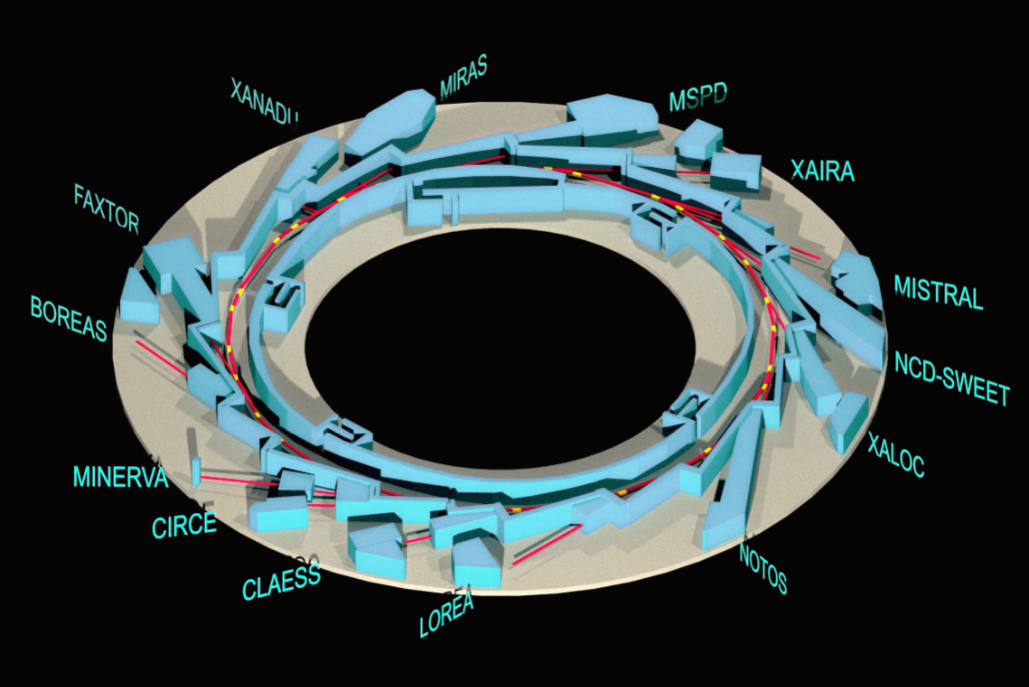 MIRAS
XANADU
MSPD
XAIRA
FAXTOR
MISTRAL
BOREAS
NCD-SWEET
XALOC
MINERVA
CIRCE
NOTOS
CLAESS
LOREA